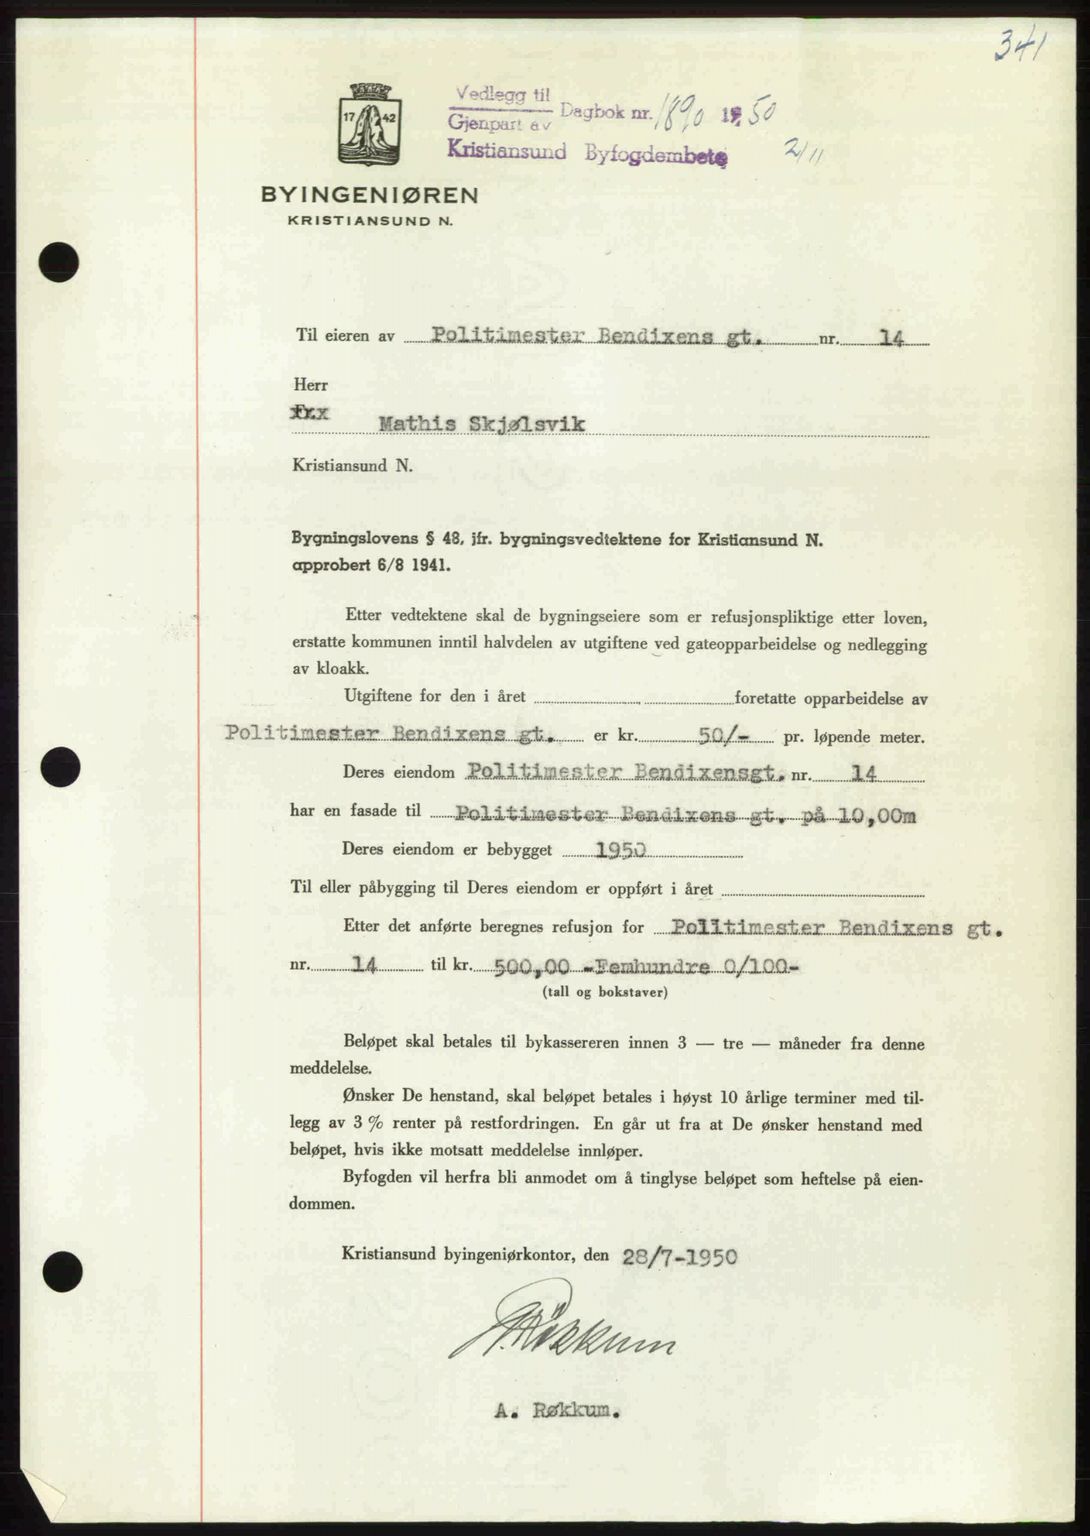 341
Vedlegg til
Gjenpart av
Dagbok nr. 1890 1950
Kristiansund Byfogdembete 2/11
17 42
BYINGENIØREN
KRISTIANSUND N.
Til eieren av Politimester Bendixens gt. nr. 14
Herr
Fr.x
Mathis Skjølsvik
Kristiansund N.
Bygningslovens § 48, jfr. bygningsvedtektene for Kristiansund N.
approbert 6/8 1941.
Etter vedtektene skal de bygningseiere som er refusjonspliktige etter loven,
erstatte kommunen inntil halvdelen av utgiftene ved gateopparbeidelse og nedlegging
av kloakk.
Utgiftene for den i året foretatte opparbeidelse av
Politimester Bendixens gt. er kr. 50/- pr. løpende meter.
Deres eiendom Politimester Bendixensgt. nr. 14
har en fasade til Politimester Bendixens gt. på 10,00m
Deres eiendom er bebygget 1950
Til eller påbygging til Deres eiendom er oppført i året
Etter det anførte beregnes refusjon for Politimester Bendixens gt.
nr. 14 til kr. 500,00 -Femhundre 0/100-
(tall og bokstaver)
Beløpet skal betales til bykassereren innen 3 — tre — måneder fra denne
meddelelse.
Ønsker De henstand, skal beløpet betales i høyst 10 årlige terminer med til-
legg av 3 % renter på restfordringen. En går ut fra at De ønsker henstand med
beløpet, hvis ikke motsatt meddelelse innløper.
Byfogden vil herfra bli anmodet om å tinglyse beløpet som heftelse på eien-
dommen.
Kristiansund byingeniørkontor, den 28/7-1950
A. Røkkum
A. Røkkum.